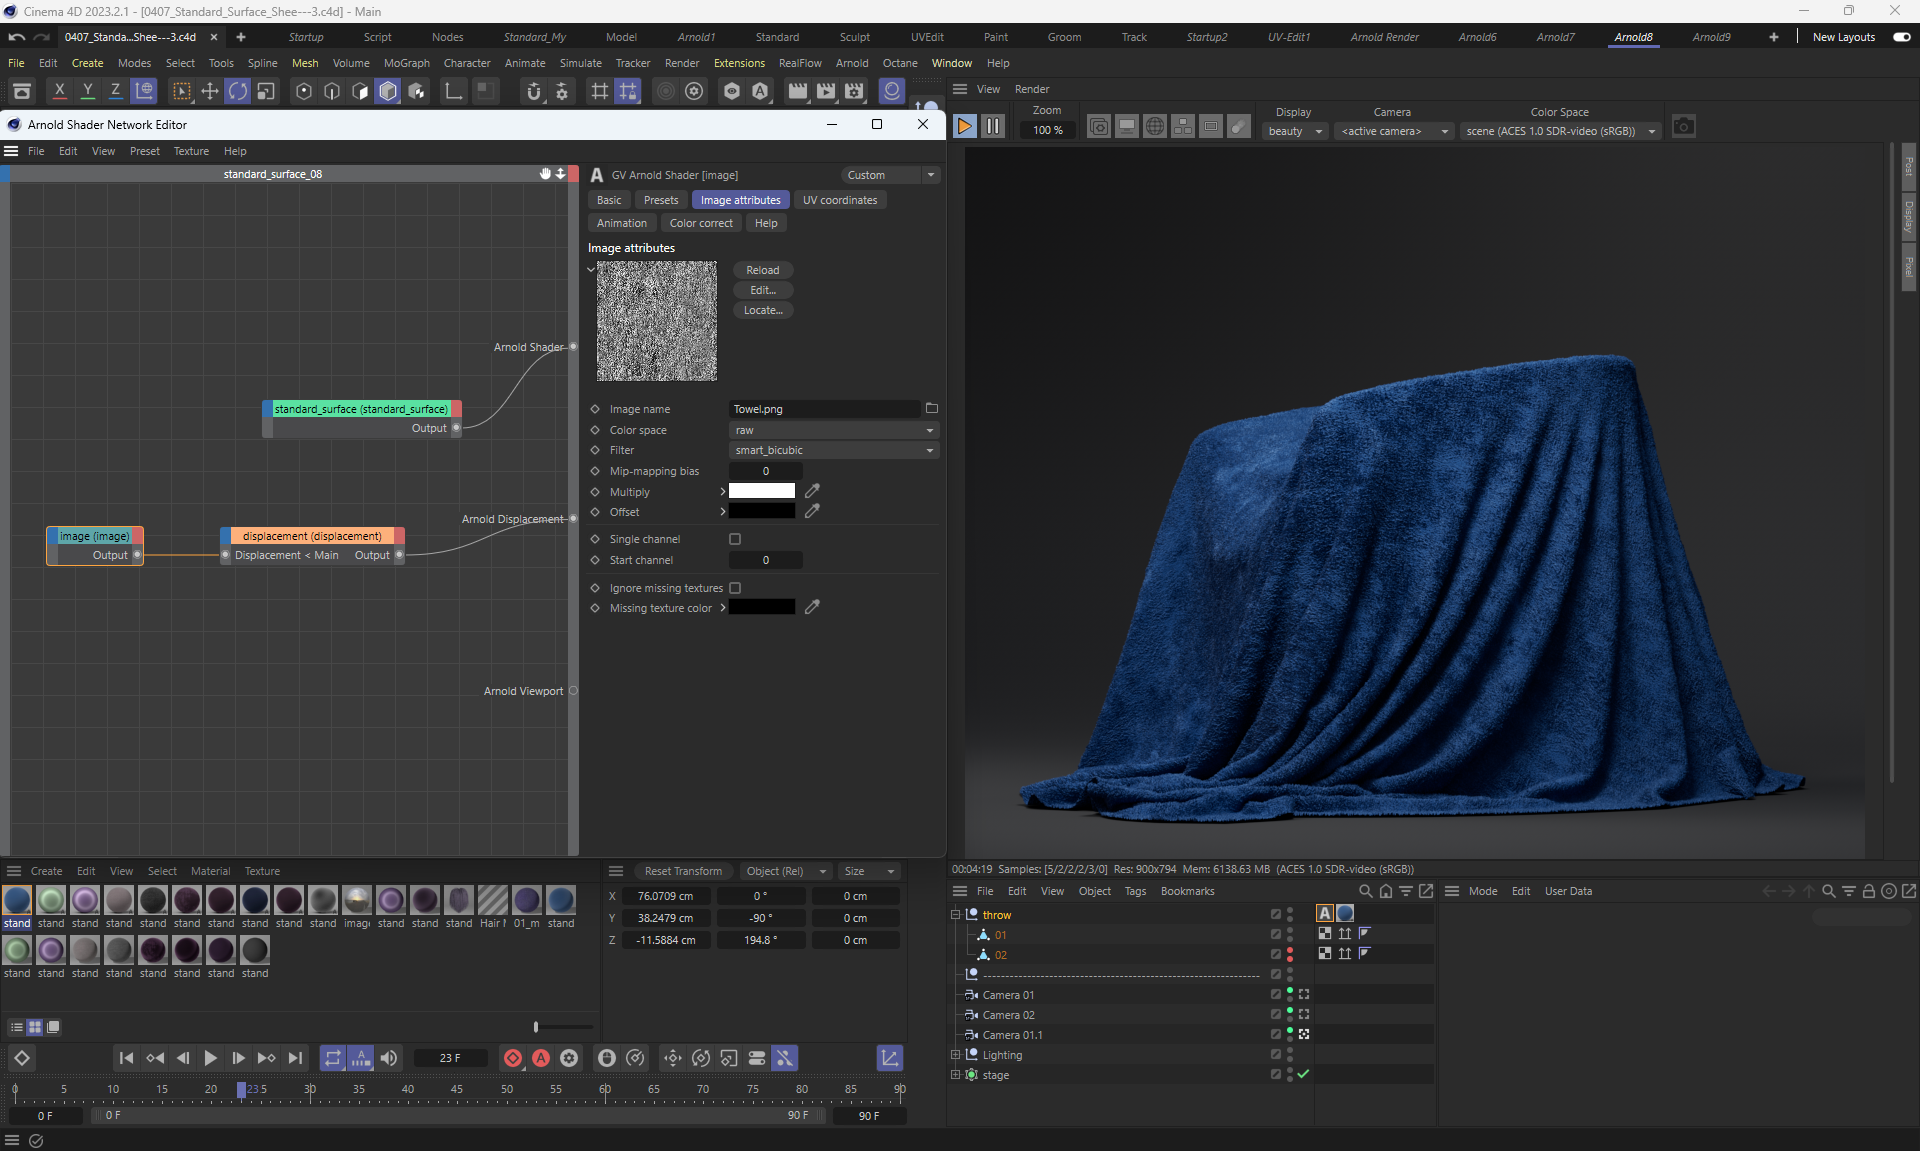 Cinema 4D 2023.2.1 - [0407_Standard_Surface_Shee---3.c4d] - Main
0407_Standa...Shee---3.c4d
Startup Script Nodes Standard_My Model Arnold1 Standard Sculpt UVEdit Paint Groom Track Startup2 UV-Edit1 Arnold Render Arnold6 Arnold7 Arnold8 Arnold9 New Layouts
File Edit Create Modes Select Tools Spline Mesh Volume MoGraph Character Animate Simulate Tracker Render Extensions RealFlow Arnold Octane Window Help
X Y Z
View Render
Zoom Display Camera Color Space
100 % beauty <active camera> scene (ACES 1.0 SDR-video (sRGB))
Post
Display
Pixel
Arnold Shader Network Editor
File Edit View Preset Texture Help
standard_surface_08
Arnold Shader
standard_surface (standard_surface)
Output
Arnold Displacement
image (image)
Output
displacement (displacement)
Displacement < Main Output
Arnold Viewport
A GV Arnold Shader [image] Custom
Basic Presets Image attributes UV coordinates
Animation Color correct Help
Image attributes
Reload
Edit...
Locate...
Image name Towel.png
Color space raw
Filter smart_bicubic
Mip-mapping bias 0
Multiply
Offset
Single channel
Start channel 0
Ignore missing textures
Missing texture color
00:04:19 Samples: [5/2/2/2/3/0] Res: 900x794 Mem: 6138.63 MB (ACES 1.0 SDR-video (sRGB))
Create Edit View Select Material Texture
stand stand stand stand stand stand stand stand stand stand image stand stand stand Hair 01_m stand
stand stand stand stand stand stand stand stand
Reset Transform Object (Rel) Size
X 76.0709 cm 0 ° 0 cm
Y 38.2479 cm -90 ° 0 cm
Z -11.5884 cm 194.8 ° 0 cm
File Edit View Object Tags Bookmarks
throw
01
02
Camera 01
Camera 02
Camera 01.1
Lighting
stage
Mode Edit User Data
23 F
0 5 10 15 20 23.5 30 35 40 45 50 55 60 65 70 75 80 85 90
0 F 0 F 90 F 90 F